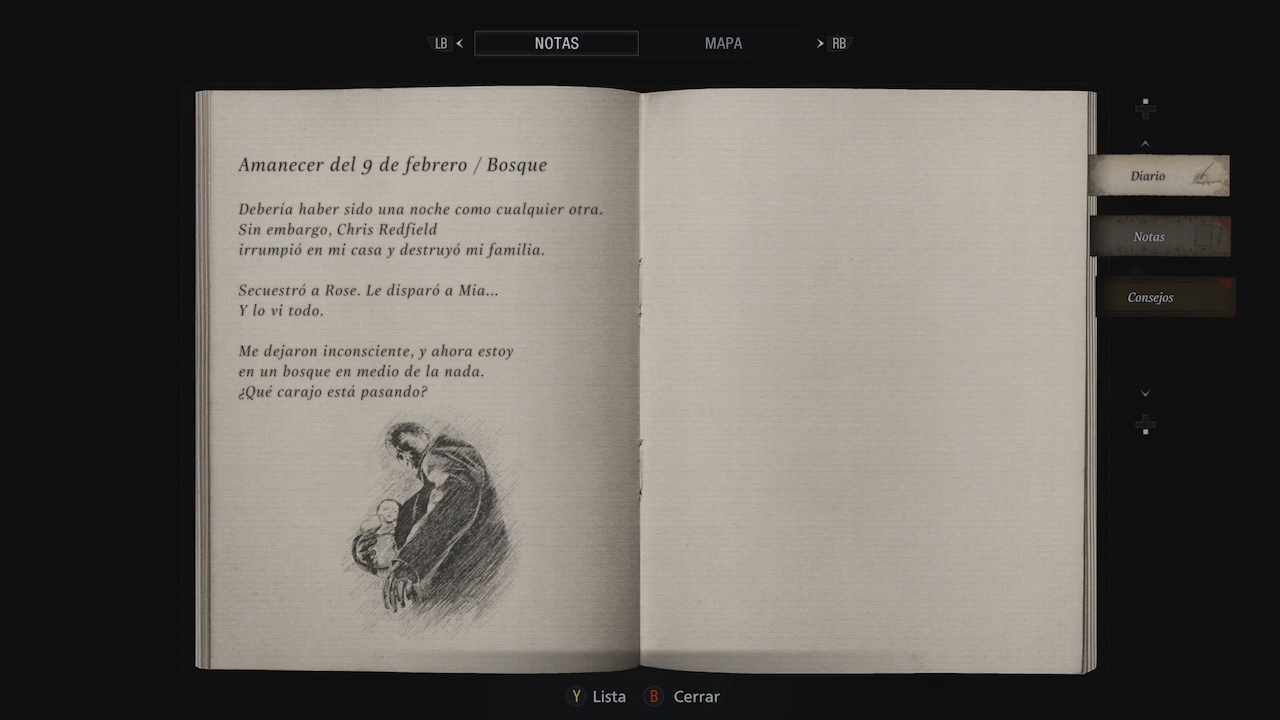 LB
NOTAS
MAPA
RB
Amanecer del 9 de febrero / Bosque
Debería haber sido una noche como cualquier otra.
Sin embargo, Chris Redfield
irrumpió en mi casa y destruyó mi familia.
Secuestró a Rose. Le disparó a Mia...
Y lo vi todo.
Me dejaron inconsciente, y ahora estoy
en un bosque en medio de la nada.
¿Qué carajo está pasando?
Diario
Notas
Consejos
Y Lista
B Cerrar